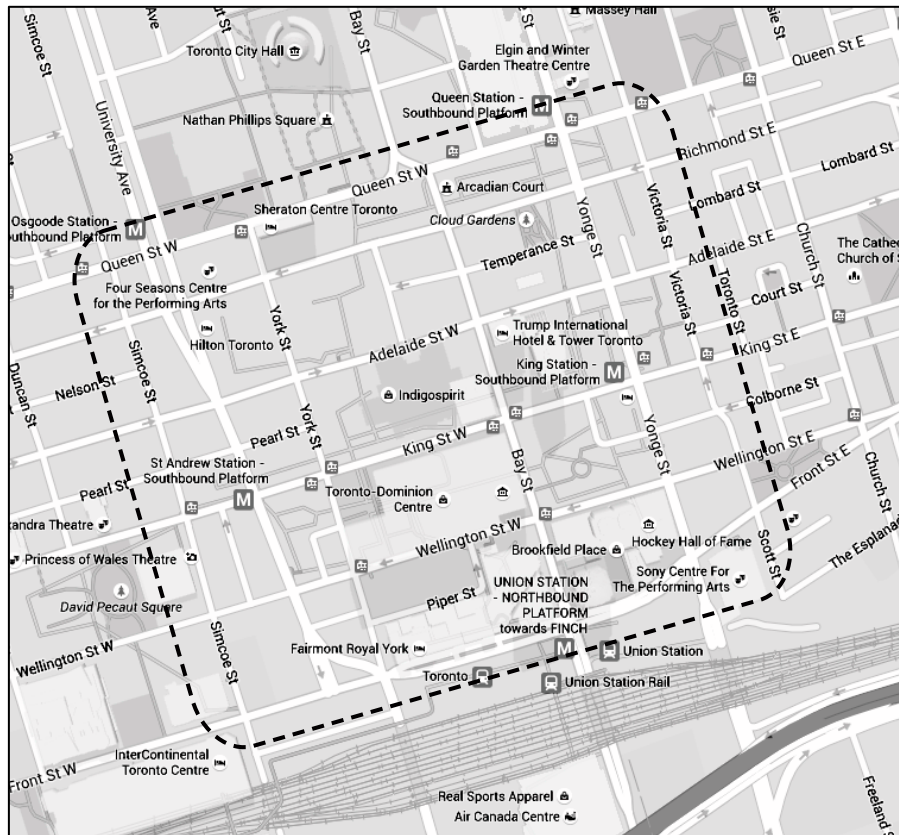 Simcoe St
Ave
Bay St
Massey Hall
Toronto City Hall
Elgin and Winter
Garden Theatre Centre
Queen St E
University Ave
Queen Station -
Southbound Platform
Nathan Phillips Square
Richmond St E
Queen St W
Arcadian Court
Lombard St
Lombard St
Sheraton Centre Toronto
Cloud Gardens
Victoria St
Osgoode Station -
outhbound Platform
Queen St W
Yonge St
Temperance St
Adelaide St E
Church St
The Cathed
Church of S
Four Seasons Centre
for the Performing Arts
Victoria St
Toronto St
Court St
York St
Adelaide St W
Trump International
Hotel & Tower Toronto
Hilton Toronto
Simcoe St
King St E
King Station -
Southbound Platform
Duncan St
Nelson St
Indigospirit
Colborne St
Pearl St
York St
King St W
Yonge St
Wellington St E
St Andrew Station -
Southbound Platform
Bay St
Front St E
Pearl St
Toronto-Dominion
Centre
Church St
xandra Theatre
Wellington St W
Hockey Hall of Fame
Brookfield Place
Scott St
The Esplanad
Princess of Wales Theatre
Sony Centre For
The Performing Arts
UNION STATION
- NORTHBOUND
PLATFORM
towards FINCH
Piper St
David Pecaut Square
Simcoe St
Wellington St W
Fairmont Royal York
Union Station
Toronto
Union Station Rail
InterContinental
Toronto Centre
Front St W
Real Sports Apparel
Air Canada Centre
Freeland S
M
M
M
M
M